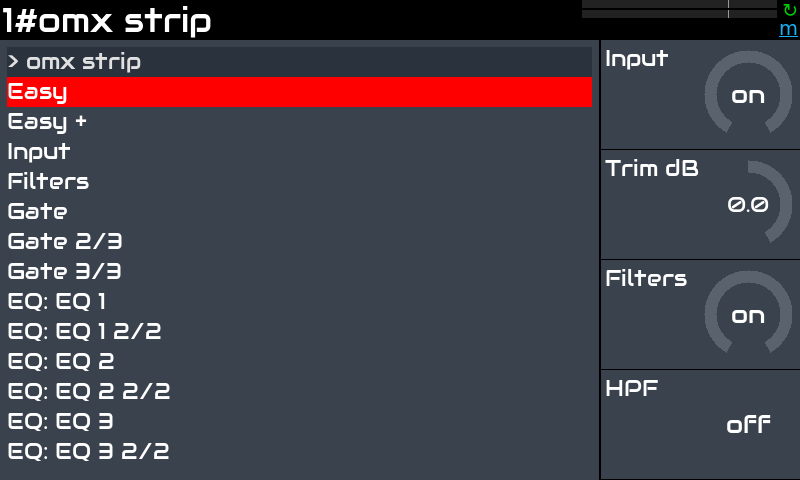 1#omx strip
m
> omx strip
Easy
Easy +
Input
Filters
Gate
Gate 2/3
Gate 3/3
EQ: EQ 1
EQ: EQ 1 2/2
EQ: EQ 2
EQ: EQ 2 2/2
EQ: EQ 3
EQ: EQ 3 2/2
Input
on
Trim dB
0.0
Filters
on
HPF
off